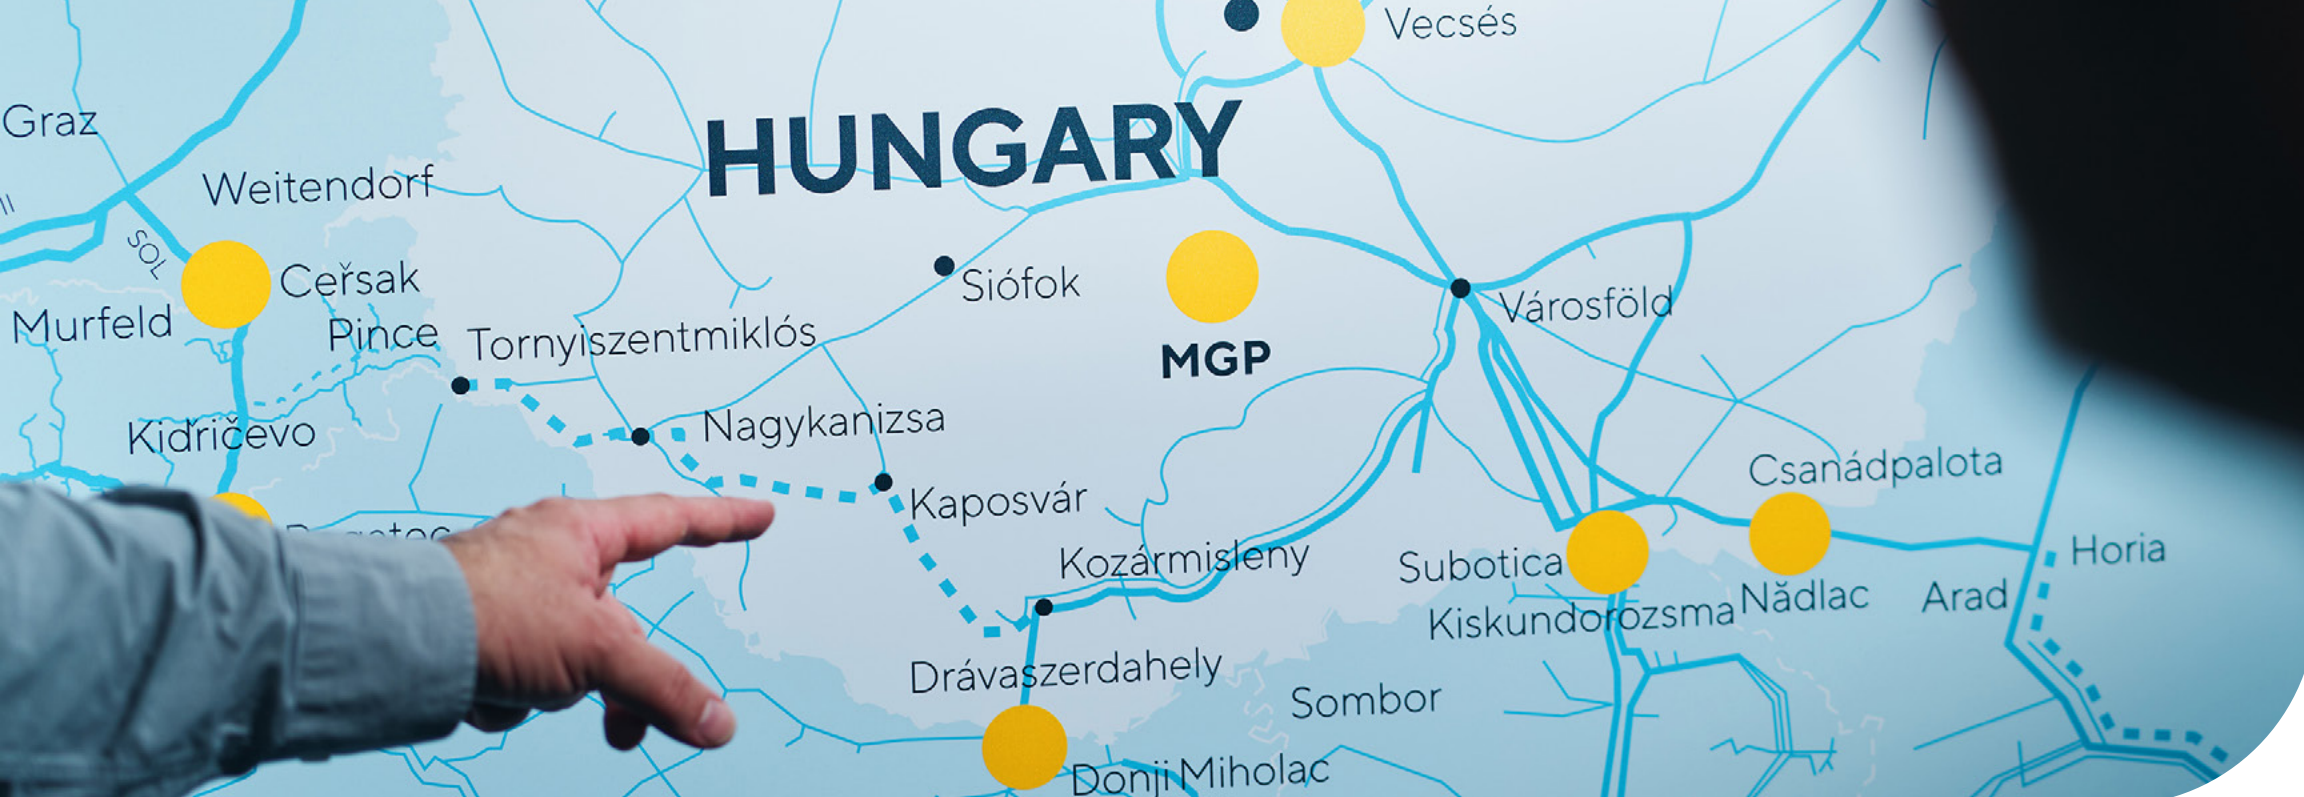 Vecsés
Graz
HUNGARY
Weitendorf
SOL
Ceřsak
Siófok
Murfeld
Pince
Tornyiszentmiklós
Városföld
MGP
Kidričevo
Nagykanizsa
Csanádpalota
Kaposvár
Kozármisleny
Subotica
Horia
Kiskundorozsma
Nădlac
Arad
Drávaszerdahely
Sombor
Donji Miholac